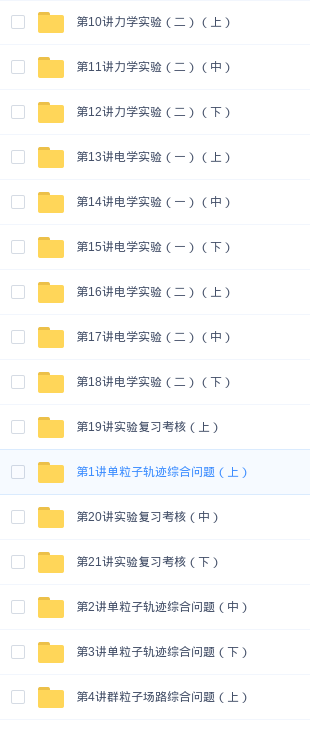 第10讲力学实验（二）（上）
第11讲力学实验（二）（中）
第12讲力学实验（二）（下）
第13讲电学实验（一）（上）
第14讲电学实验（一）（中）
第15讲电学实验（一）（下）
第16讲电学实验（二）（上）
第17讲电学实验（二）（中）
第18讲电学实验（二）（下）
第19讲实验复习考核（上）
第1讲单粒子轨迹综合问题（上）
第20讲实验复习考核（中）
第21讲实验复习考核（下）
第2讲单粒子轨迹综合问题（中）
第3讲单粒子轨迹综合问题（下）
第4讲群粒子场路综合问题（上）